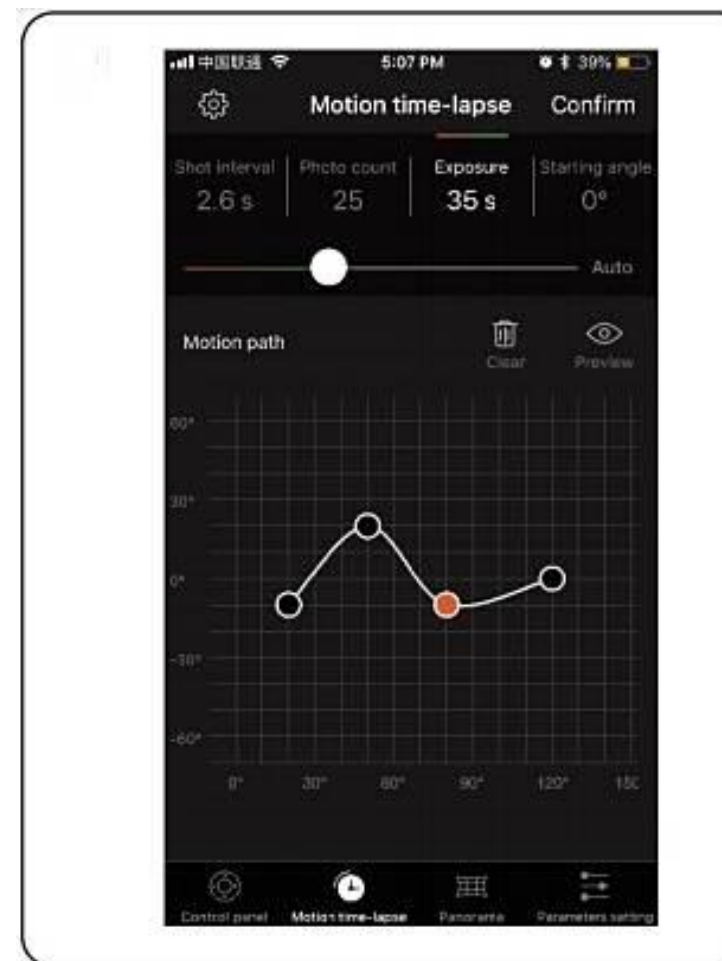 中国联通 5:07 PM 39%
Motion time-lapse Confirm
Shot interval Photo count Exposure Starting angle
2.6 s 25 35 s 0°
Auto
Motion path Clear Preview
60°
30°
0°
-30°
-60°
0° 30° 60° 90° 120° 150
Control panel Motion time-lapse Panorama Parameters setting